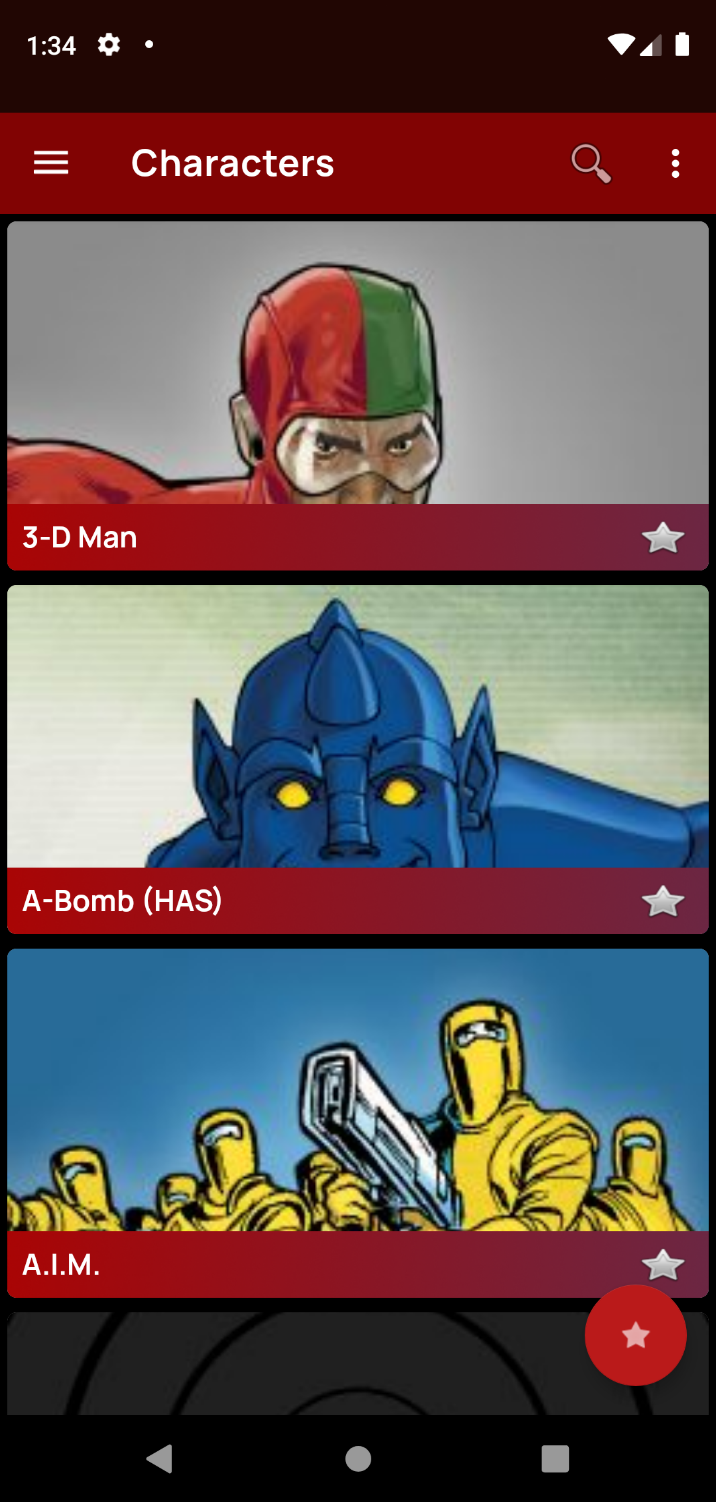 1:34
Characters
3-D Man
A-Bomb (HAS)
A.I.M.